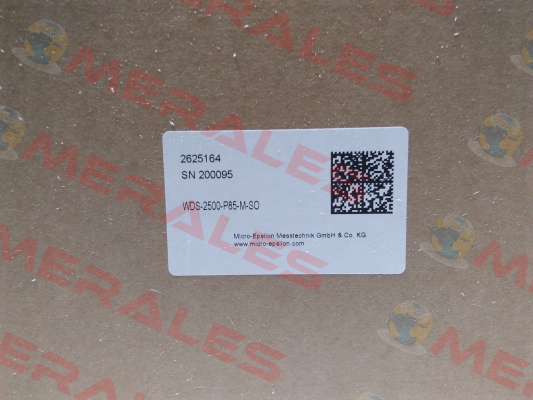 2625164
SN 200095
WDS-2500-P85-M-SO
Micro-Epsilon Messtechnik GmbH & Co. KG
www.micro-epsilon.com
MERALES
MERALES
MERALES
MERALES